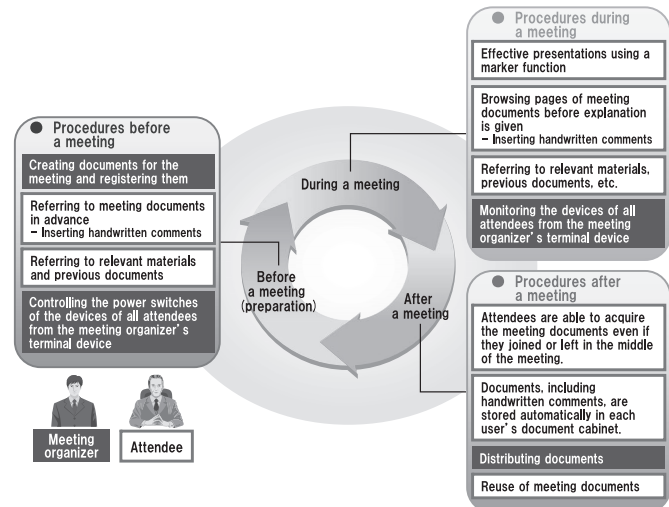 Procedures before
a meeting
Creating documents for the
meeting and registering them
Referring to meeting documents
in advance
– Inserting handwritten comments
Referring to relevant materials
and previous documents
Controlling the power switches
of the devices of all attendees
from the meeting organizer's
terminal device
Meeting
organizer
Attendee
During a meeting
Before
a meeting
(preparation)
After
a meeting
Procedures during
a meeting
Effective presentations using a
marker function
Browsing pages of meeting
documents before explanation
is given
– Inserting handwritten comments
Referring to relevant materials,
previous documents, etc.
Monitoring the devices of all
attendees from the meeting
organizer's terminal device
Procedures after
a meeting
Attendees are able to acquire
the meeting documents even if
they joined or left in the middle
of the meeting.
Documents, including
handwritten comments, are
stored automatically in each
user's document cabinet.
Distributing documents
Reuse of meeting documents